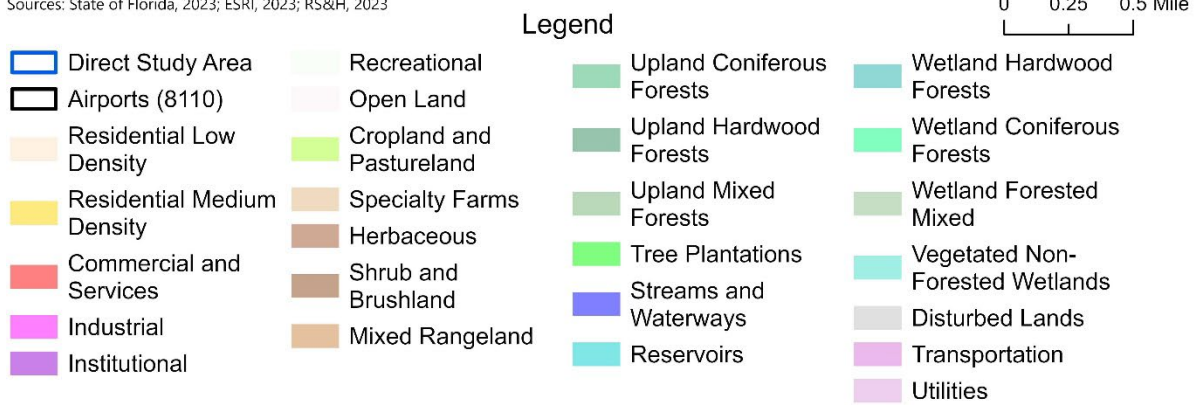 Sources: State of Florida, 2023; ESRI, 2023; RS&H, 2023
0 0.25 0.5 Mile
Legend
Direct Study Area
Airports (8110)
Residential Low
Density
Residential Medium
Density
Commercial and
Services
Industrial
Institutional
Recreational
Open Land
Cropland and
Pastureland
Specialty Farms
Herbaceous
Shrub and
Brushland
Mixed Rangeland
Upland Coniferous
Forests
Upland Hardwood
Forests
Upland Mixed
Forests
Tree Plantations
Streams and
Waterways
Reservoirs
Wetland Hardwood
Forests
Wetland Coniferous
Forests
Wetland Forested
Mixed
Vegetated Non-
Forested Wetlands
Disturbed Lands
Transportation
Utilities